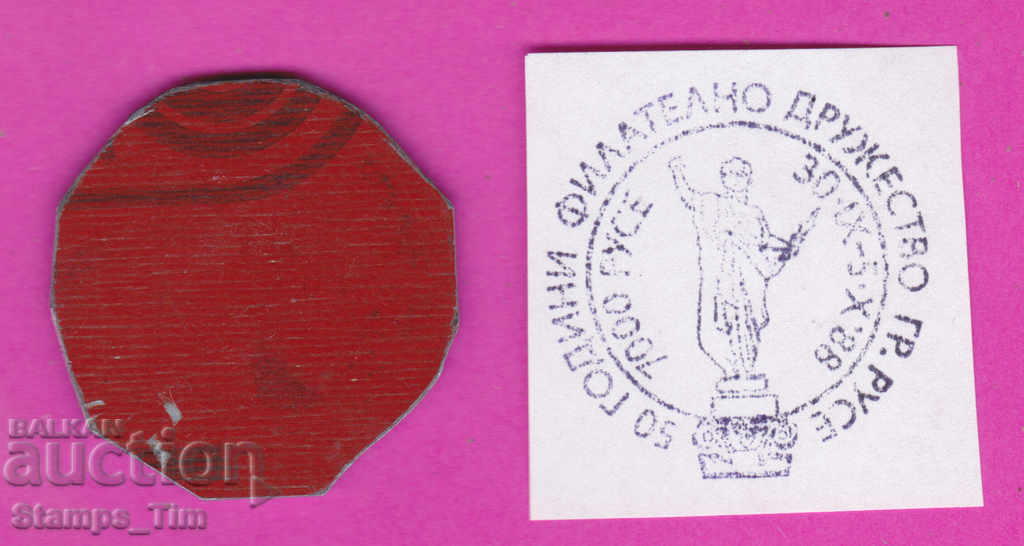 50 ГОДИНИ ФИЛАТЕЛНО ДРУЖЕСТВО ГР. РУСЕ
7000 РУСЕ
30·IX-5·X'88
BALKAN
auction
Stamps_Tim